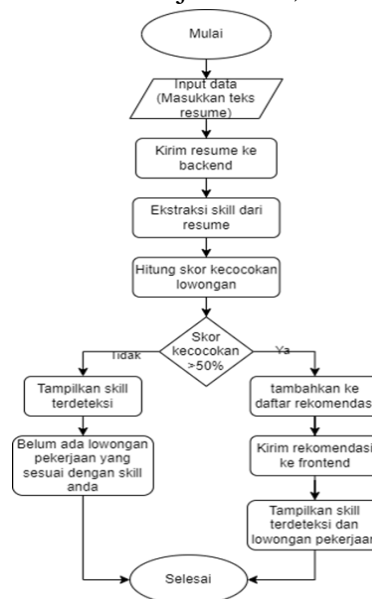 Mulai
Input data
(Masukkan teks
resume)
Kirim resume ke
backend
Ekstraksi skill dari
resume
Hitung skor kecocokan
lowongan
Skor
kecocokan
>50%
Tidak
Ya
Tampilkan skill
terdeteksi
Belum ada lowongan
pekerjaan yang
sesuai dengan skill
anda
tambahkan ke
daftar rekomendasi
Kirim rekomendasi
ke frontend
Tampilkan skill
terdeteksi dan
lowongan pekerjaan
Selesai